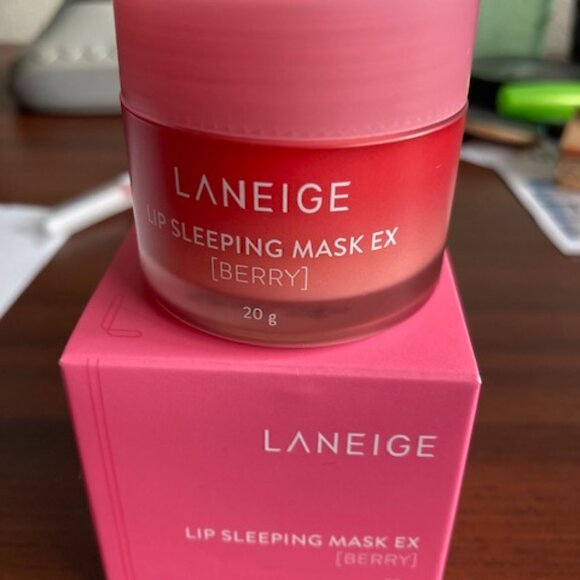 LANEIGE
LIP SLEEPING MASK EX
[BERRY]
20 g
LANEIGE
LIP SLEEPING MASK EX
[BERRY]